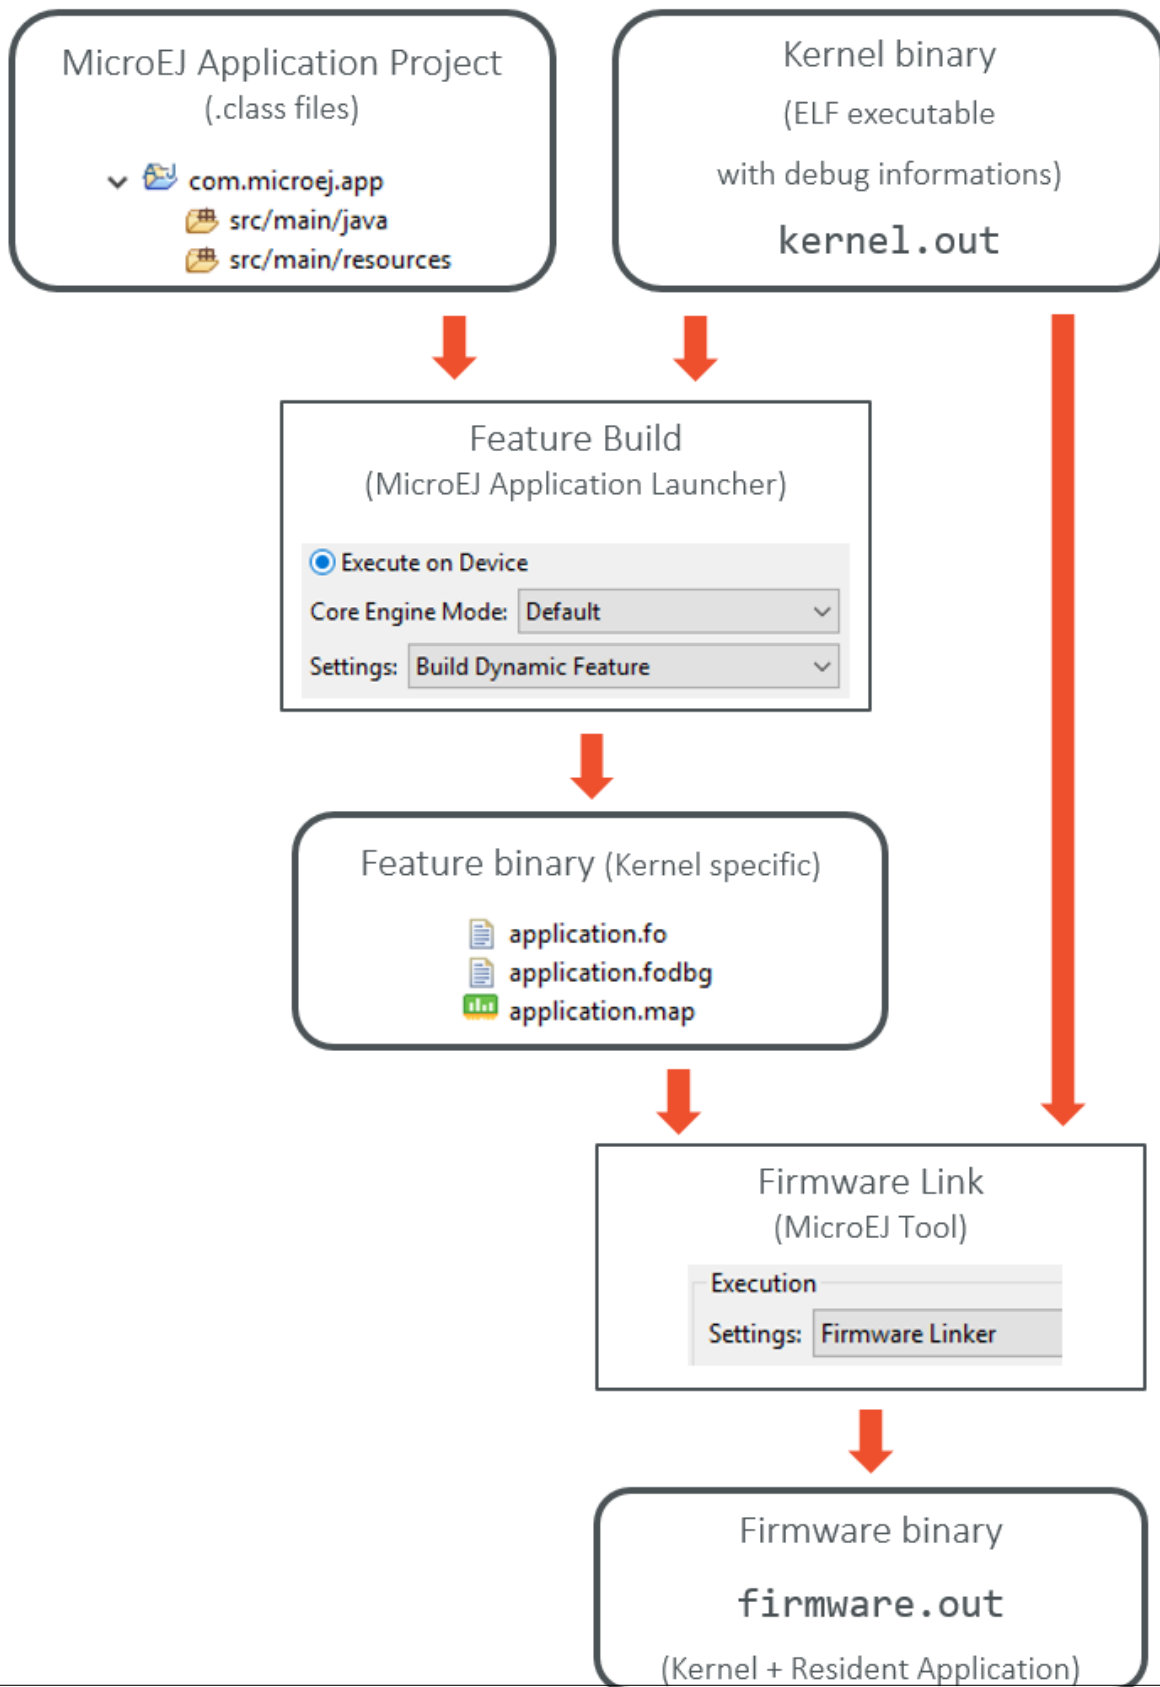 MicroEJ Application Project
(.class files)
com.microej.app
src/main/java
src/main/resources
Kernel binary
(ELF executable
with debug informations)
kernel.out
Feature Build
(MicroEJ Application Launcher)
Execute on Device
Core Engine Mode: Default
Settings: Build Dynamic Feature
Feature binary (Kernel specific)
application.fo
application.fodbg
application.map
Firmware Link
(MicroEJ Tool)
Execution
Settings: Firmware Linker
Firmware binary
firmware.out
(Kernel + Resident Application)